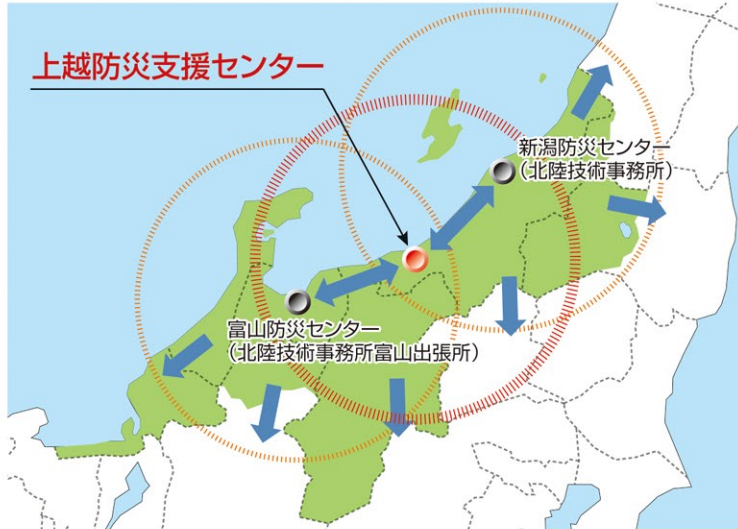 上越防災支援センター
新潟防災センター
（北陸技術事務所）
富山防災センター
（北陸技術事務所富山出張所）